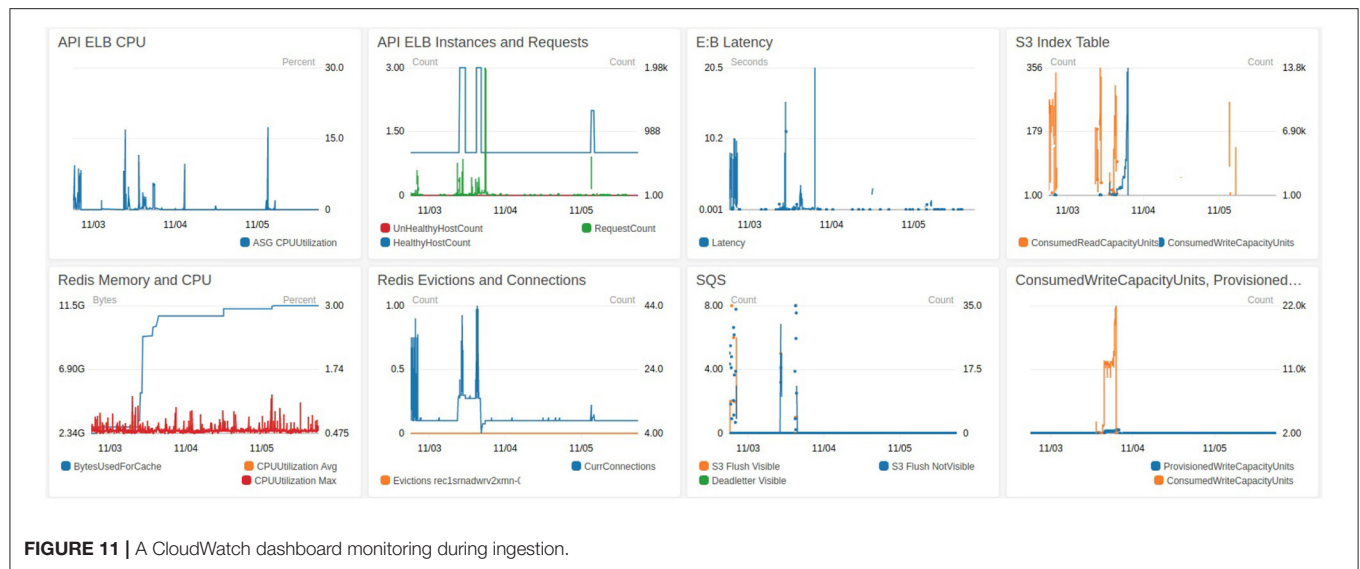 API ELB CPU
Percent
30.0
15.0
0
11/03 11/04 11/05
ASG CPUUtilization
API ELB Instances and Requests
Count Count
3.00 1.98k
1.50 988
0 1.00
11/03 11/04 11/05
UnHealthyHostCount RequestCount
HealthyHostCount
E:B Latency
Seconds
20.5
10.2
0.001
11/03 11/04 11/05
Latency
S3 Index Table
Count Count
356 13.8k
179 6.90k
1.00 1.00
11/03 11/04 11/05
ConsumedReadCapacityUnits ConsumedWriteCapacityUnits
Redis Memory and CPU
Bytes Percent
11.5G 3.00
6.90G 1.74
2.34G 0.475
11/03 11/04 11/05
BytesUsedForCache CPUUtilization Avg
CPUUtilization Max
Redis Evictions and Connections
Count Count
1.00 44.0
0.5 24.0
0 4.00
11/03 11/04 11/05
CurrConnections
Evictions rec1srnadwrv2xmn-(
SQS
Count Count
8.00 35.0
4.00 17.5
0 0
11/03 11/04 11/05
S3 Flush Visible S3 Flush NotVisible
Deadletter Visible
ConsumedWriteCapacityUnits, Provisioned...
Count
22.0k
11.0k
2.00
11/03 11/04 11/05
ProvisionedWriteCapacityUnits
ConsumedWriteCapacityUnits
FIGURE 11 | A CloudWatch dashboard monitoring during ingestion.